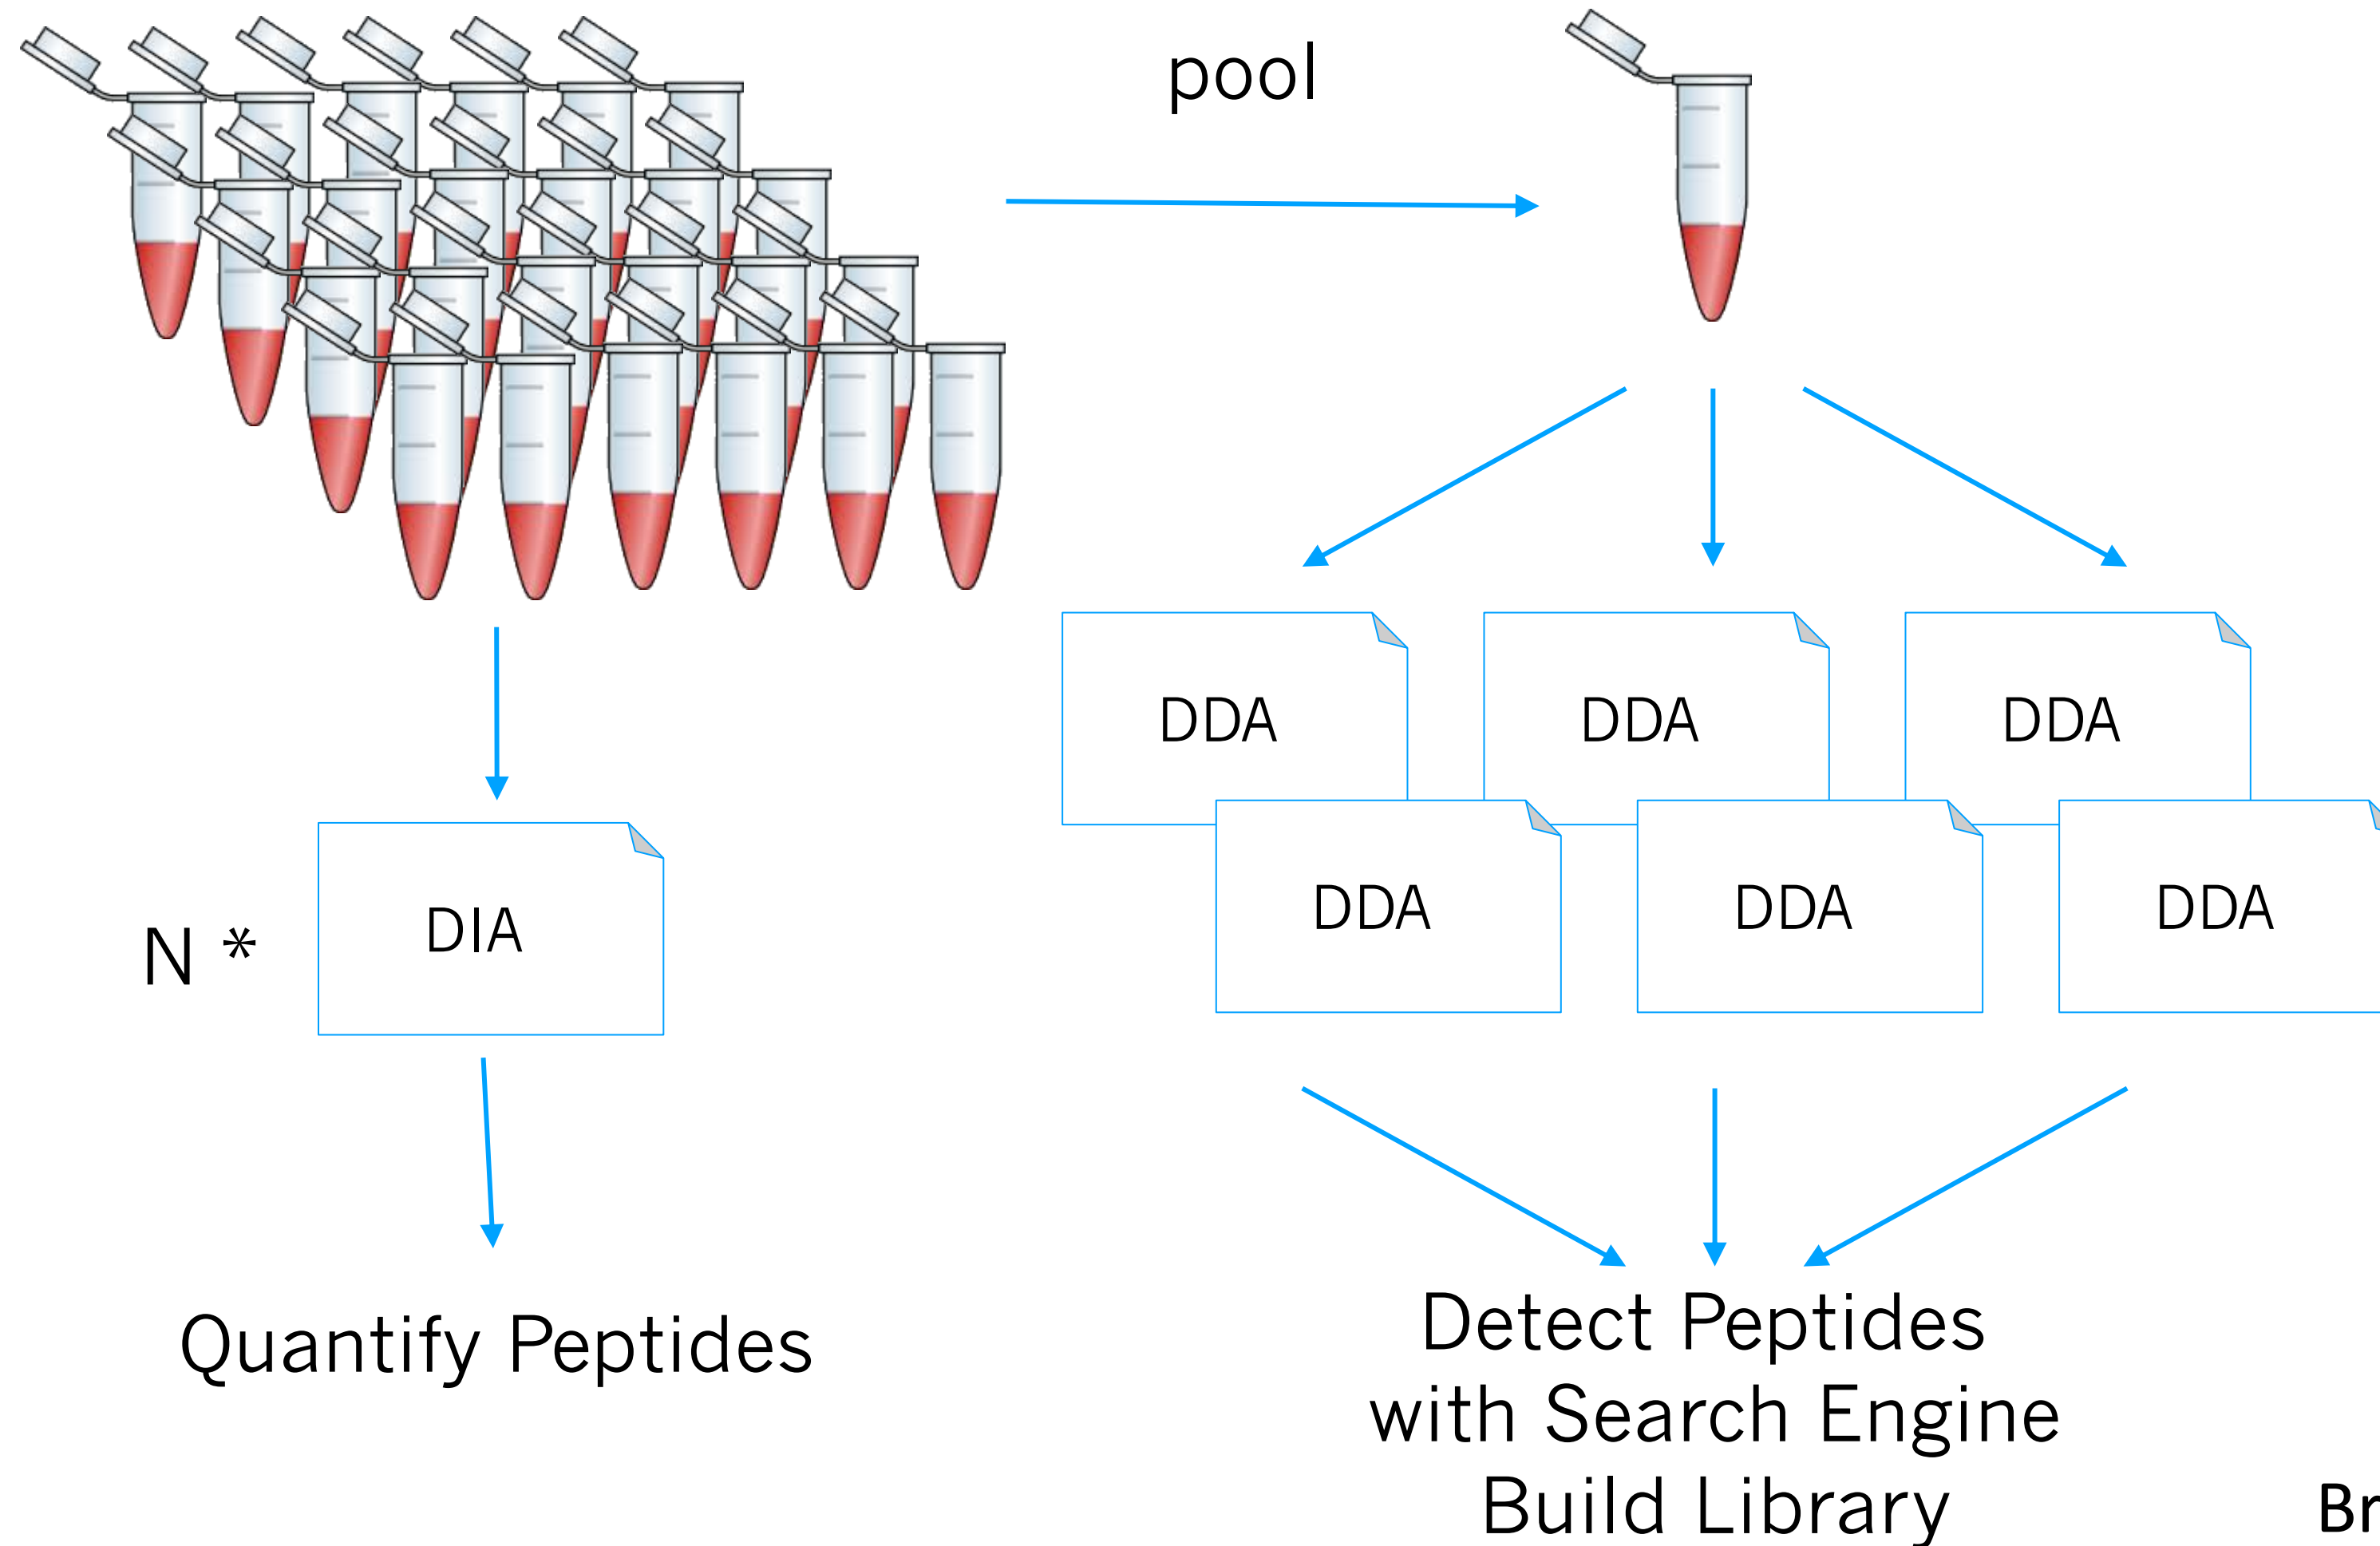 pool
DDA
DDA
DDA
DDA
DDA
DDA
N *
DIA
Quantify Peptides
Detect Peptides
with Search Engine
Build Library